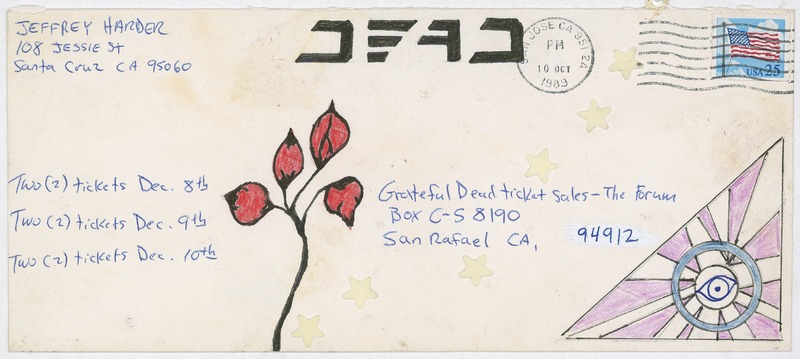 JEFFREY HARDER
108 JESSIE St
Santa Cruz CA 95060
DEAD
SAN JOSE CA 951 2A
PM
10 OCT
1989
USA 25
Two (2) tickets Dec. 8th
Two (2) tickets Dec. 9th
Two (2) tickets Dec. 10th
Grateful Dead ticket sales - The Forum
Box C-S 8190
San Rafael CA, 94912